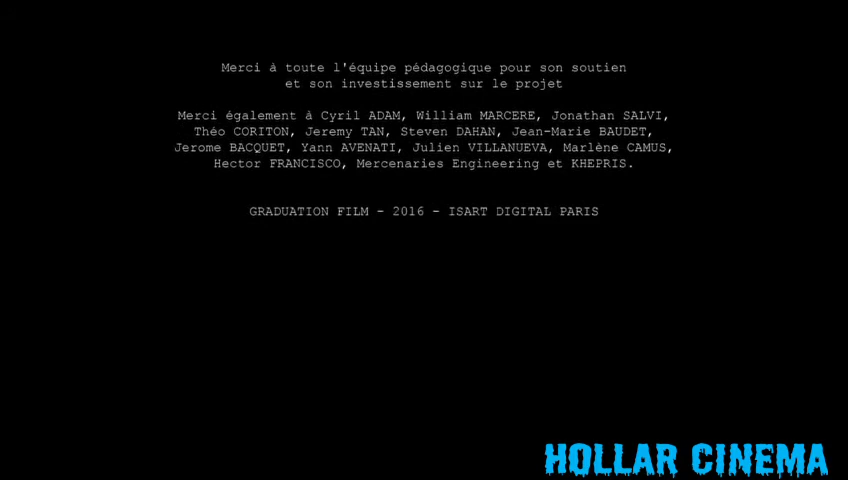 Merci à toute l'équipe pédagogique pour son soutien
et son investissement sur le projet
Merci également à Cyril ADAM, William MARCERE, Jonathan SALVI,
Théo CORITON, Jeremy TAN, Steven DAHAN, Jean-Marie BAUDET,
Jerome BACQUET, Yann AVENATI, Julien VILLANUEVA, Marlène CAMUS,
Hector FRANCISCO, Mercenaries Engineering et KHEPRIS.
GRADUATION FILM - 2016 - ISART DIGITAL PARIS
HOLLAR CINEMA